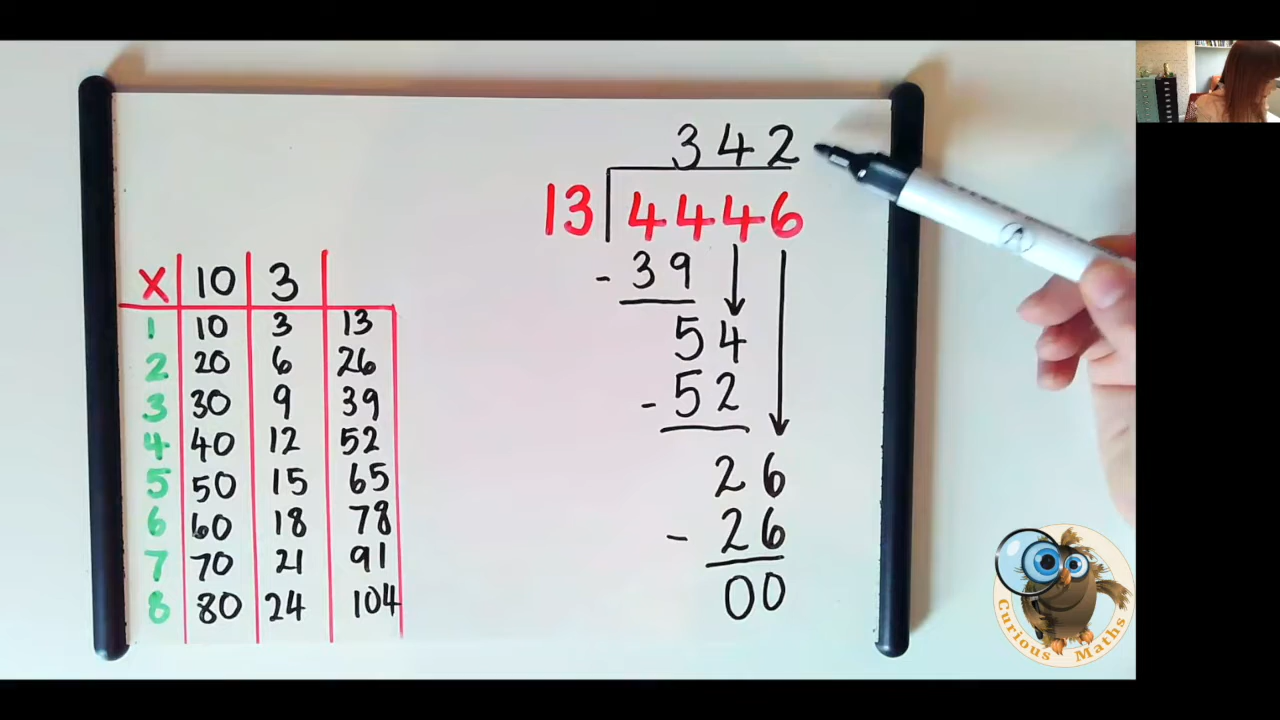 342
13 4446
- 39
54
- 52
26
- 26
00
X 10 3
1 10 3 13
2 20 6 26
3 30 9 39
4 40 12 52
5 50 15 65
6 60 18 78
7 70 21 91
8 80 24 104
Curious Maths